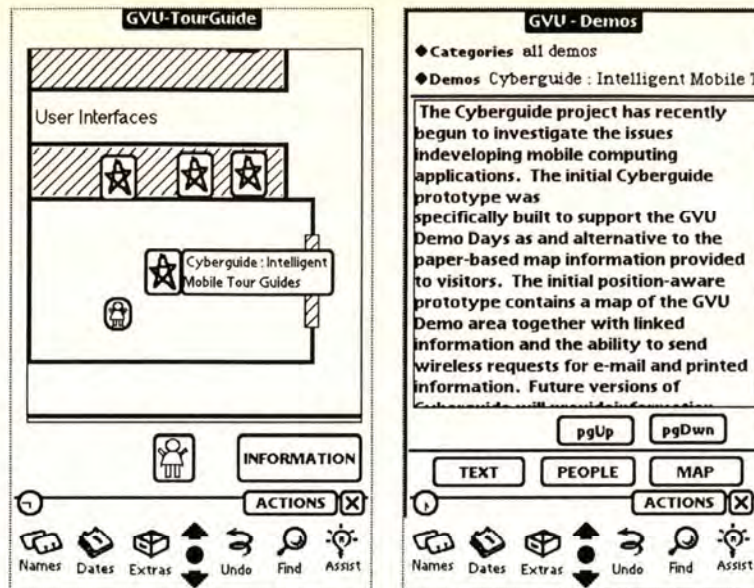 GVU-TourGuide
User Interfaces
Cyberguide : Intelligent
Mobile Tour Guides
INFORMATION
ACTIONS
Names Dates Extras Undo Find Assist
GVU - Demos
Categories all demos
Demos Cyberguide : Intelligent Mobile T
The Cyberguide project has recently
begun to investigate the issues
indeveloping mobile computing
applications. The initial Cyberguide
prototype was
specifically built to support the GVU
Demo Days as and alternative to the
paper-based map information provided
to visitors. The initial position-aware
prototype contains a map of the GVU
Demo area together with linked
information and the ability to send
wireless requests for e-mail and printed
information. Future versions of
pgUp pgDwn
TEXT PEOPLE MAP
ACTIONS
Names Dates Extras Undo Find Assist